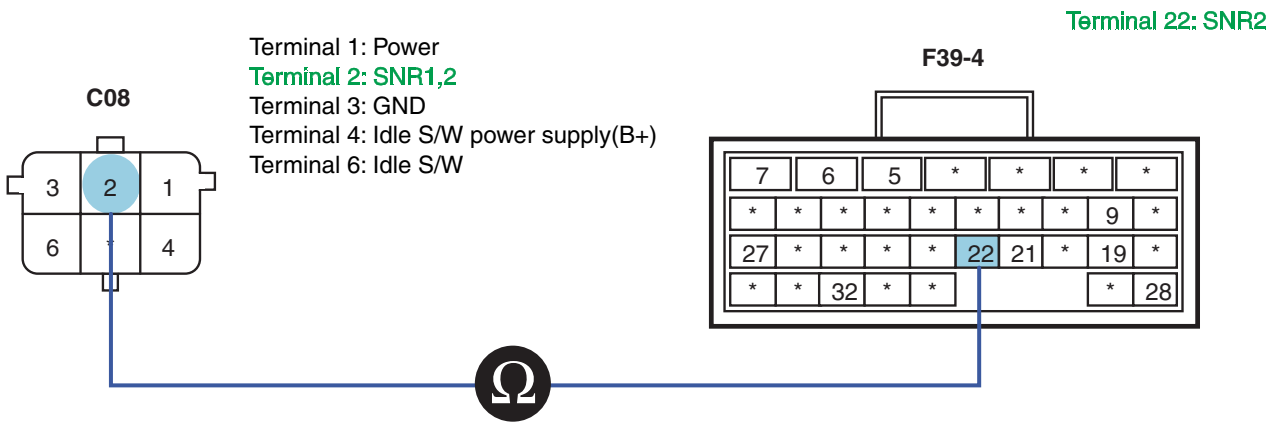 Terminal 22: SNR2
Terminal 1: Power
Terminal 2: SNR1,2
Terminal 3: GND
Terminal 4: Idle S/W power supply(B+)
Terminal 6: Idle S/W
C08
3 2 1
6 * 4
F39-4
7 6 5 * * * *
* * * * * * * * 9 *
27 * * * * 22 21 * 19 *
* * 32 * * * 28
Ω